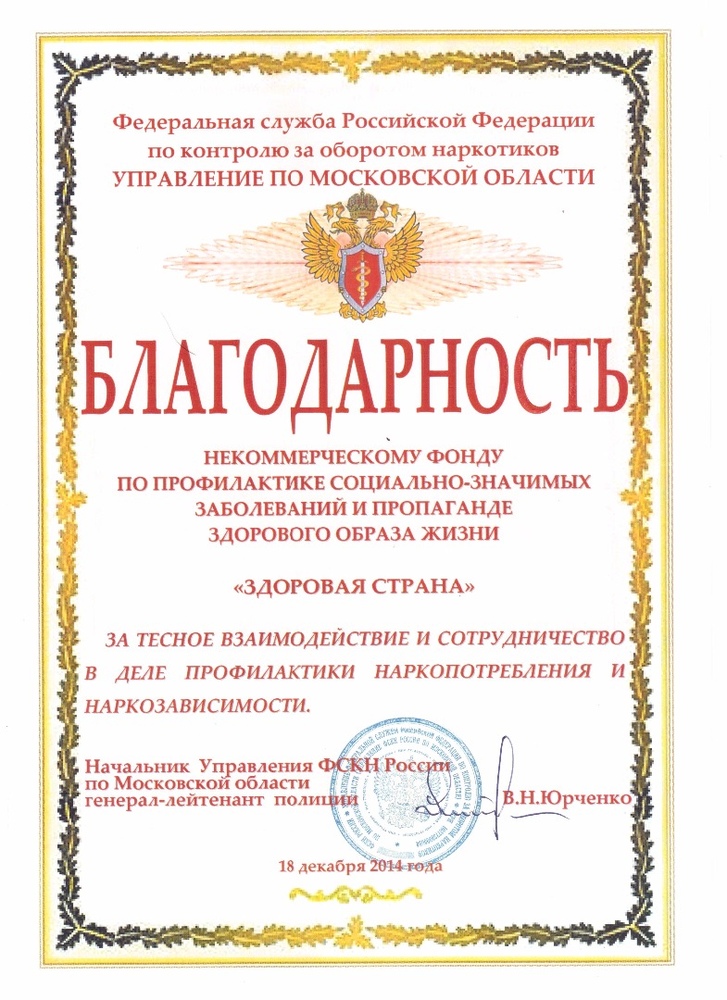 Федеральная служба Российской Федерации
по контролю за оборотом наркотиков
УПРАВЛЕНИЕ ПО МОСКОВСКОЙ ОБЛАСТИ
БЛАГОДАРНОСТЬ
НЕКОММЕРЧЕСКОМУ ФОНДУ
ПО ПРОФИЛАКТИКЕ СОЦИАЛЬНО-ЗНАЧИМЫХ
ЗАБОЛЕВАНИЙ И ПРОПАГАНДЕ
ЗДОРОВОГО ОБРАЗА ЖИЗНИ
«ЗДОРОВАЯ СТРАНА»
ЗА ТЕСНОЕ ВЗАИМОДЕЙСТВИЕ И СОТРУДНИЧЕСТВО
В ДЕЛЕ ПРОФИЛАКТИКИ НАРКОПОТРЕБЛЕНИЯ И
НАРКОЗАВИСИМОСТИ.
Начальник Управления ФСКН России
по Московской области
генерал-лейтенант полиции В.Н.Юрченко
18 декабря 2014 года